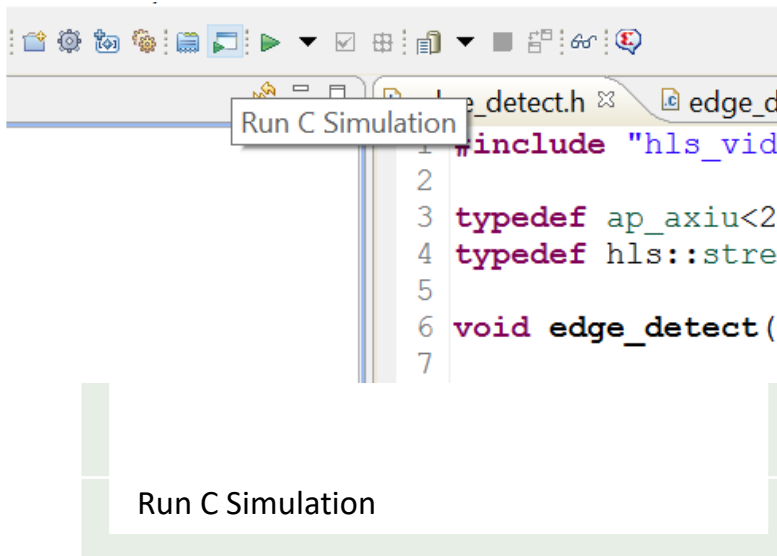 edge_detect.h
edge_d
Run C Simulation
1 #include "hls_vid
2
3 typedef ap_axiu<2
4 typedef hls::stre
5
6 void edge_detect(
7
Run C Simulation